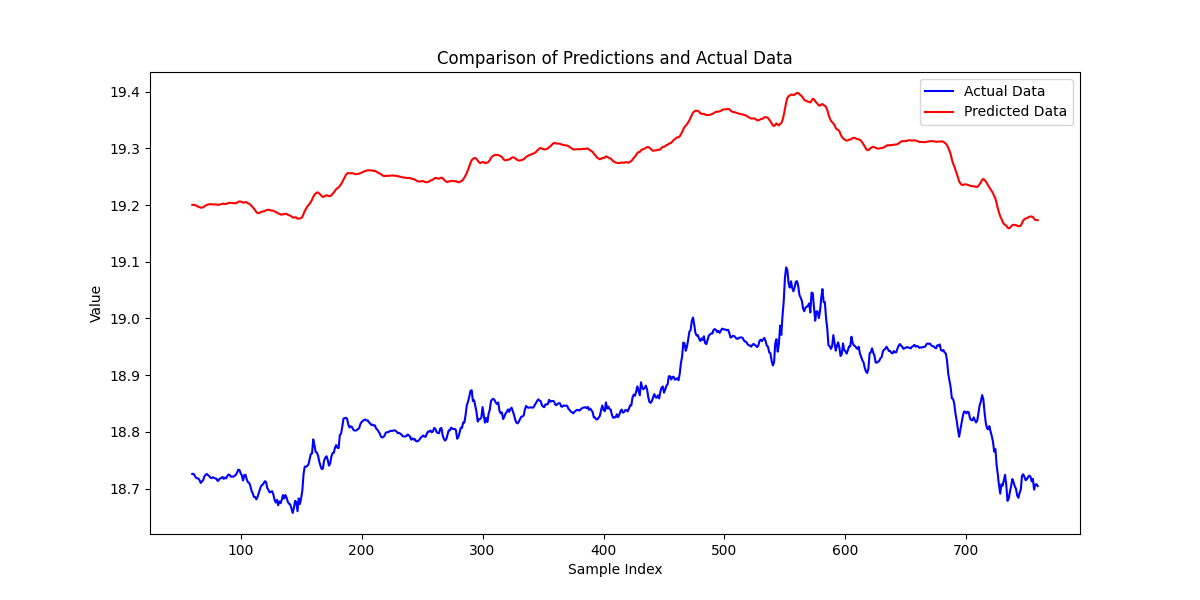 Comparison of Predictions and Actual Data
Actual Data
Predicted Data
19.4
19.3
19.2
19.1
19.0
18.9
18.8
18.7
Value
100 200 300 400 500 600 700
Sample Index